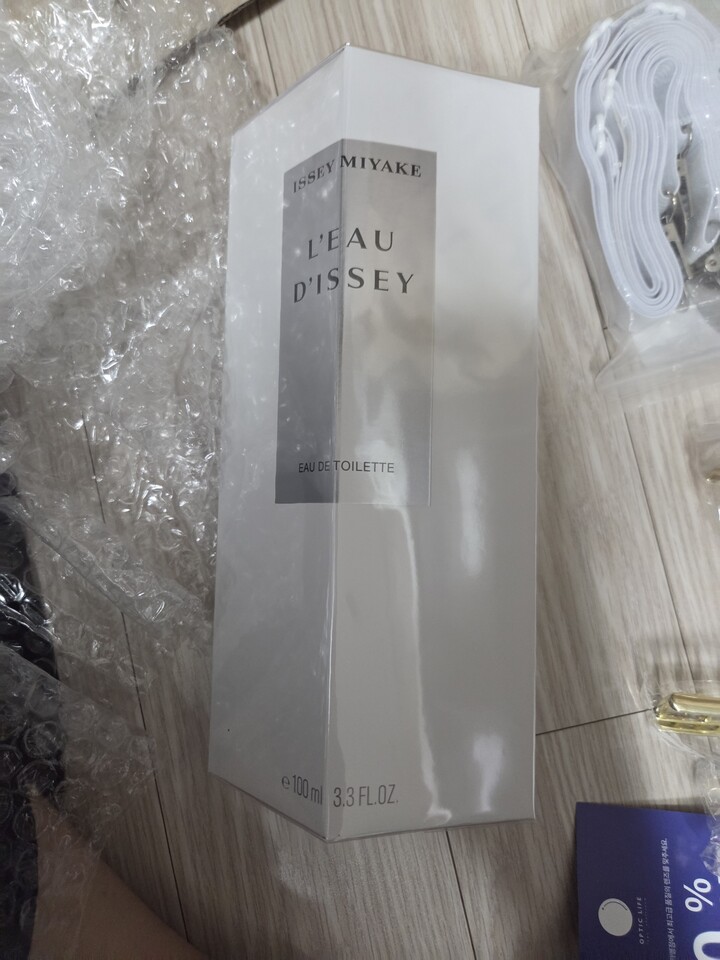 ISSEY MIYAKE
L'EAU
D'ISSEY
EAU DE TOILETTE
e 100 ml 3.3 FL.OZ.
OPTIC LIFE
%